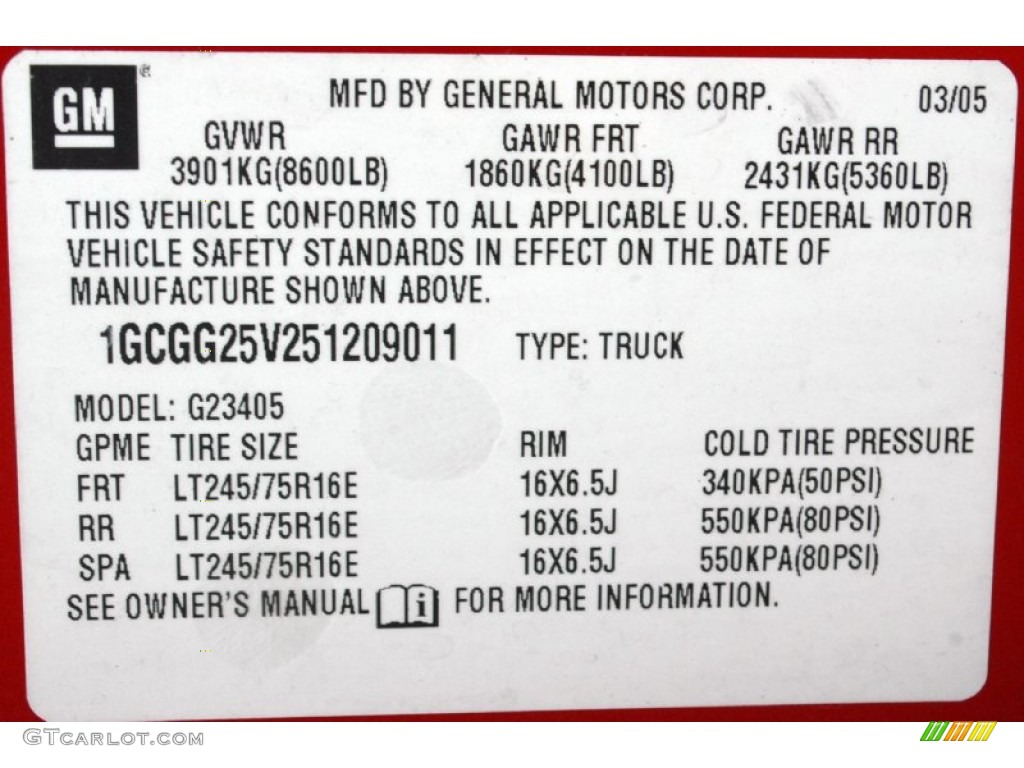 GM
MFD BY GENERAL MOTORS CORP. 03/05
GVWR GAWR FRT GAWR RR
3901KG(8600LB) 1860KG(4100LB) 2431KG(5360LB)
THIS VEHICLE CONFORMS TO ALL APPLICABLE U.S. FEDERAL MOTOR
VEHICLE SAFETY STANDARDS IN EFFECT ON THE DATE OF
MANUFACTURE SHOWN ABOVE.
1GCGG25V251209011 TYPE: TRUCK
MODEL: G23405
GPME TIRE SIZE RIM COLD TIRE PRESSURE
FRT LT245/75R16E 16X6.5J 340KPA(50PSI)
RR LT245/75R16E 16X6.5J 550KPA(80PSI)
SPA LT245/75R16E 16X6.5J 550KPA(80PSI)
SEE OWNER'S MANUAL i FOR MORE INFORMATION.
GTCARLOT.COM